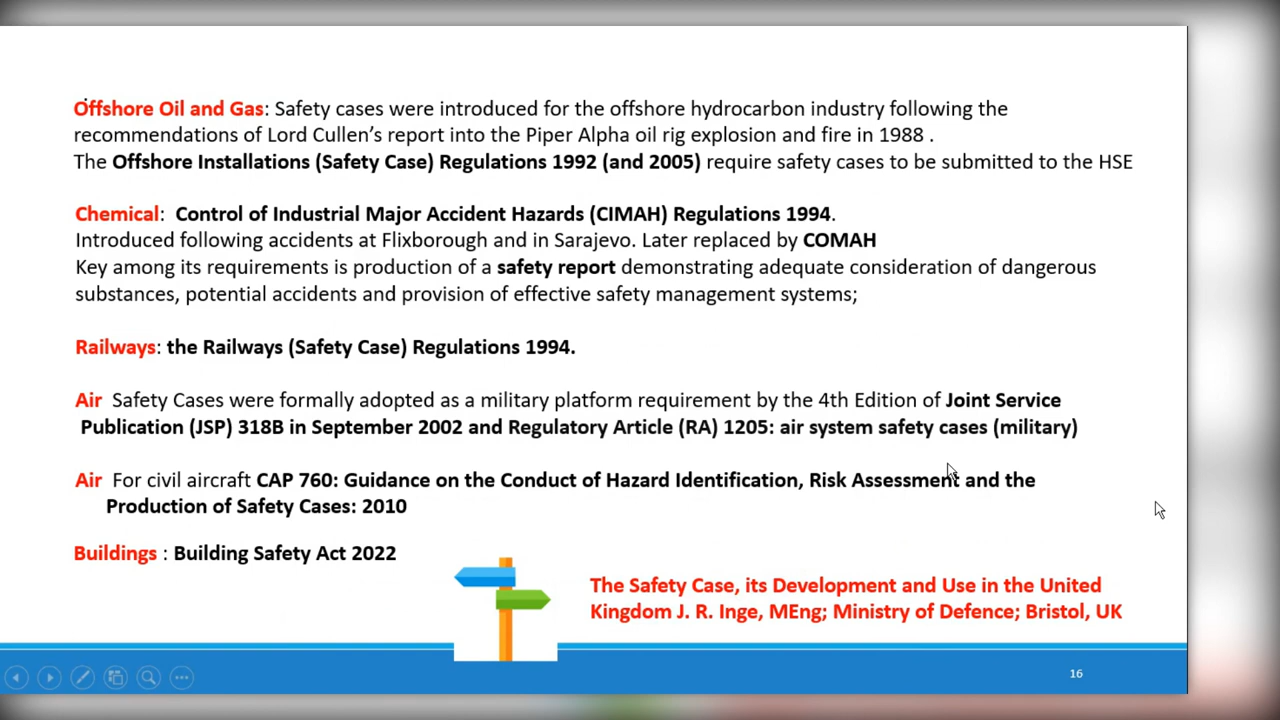 Offshore Oil and Gas: Safety cases were introduced for the offshore hydrocarbon industry following the
recommendations of Lord Cullen's report into the Piper Alpha oil rig explosion and fire in 1988 .
The Offshore Installations (Safety Case) Regulations 1992 (and 2005) require safety cases to be submitted to the HSE
Chemical: Control of Industrial Major Accident Hazards (CIMAH) Regulations 1994.
Introduced following accidents at Flixborough and in Sarajevo. Later replaced by COMAH
Key among its requirements is production of a safety report demonstrating adequate consideration of dangerous
substances, potential accidents and provision of effective safety management systems;
Railways: the Railways (Safety Case) Regulations 1994.
Air Safety Cases were formally adopted as a military platform requirement by the 4th Edition of Joint Service
Publication (JSP) 318B in September 2002 and Regulatory Article (RA) 1205: air system safety cases (military)
Air For civil aircraft CAP 760: Guidance on the Conduct of Hazard Identification, Risk Assessment and the
Production of Safety Cases: 2010
Buildings : Building Safety Act 2022
The Safety Case, its Development and Use in the United
Kingdom J. R. Inge, MEng; Ministry of Defence; Bristol, UK
16